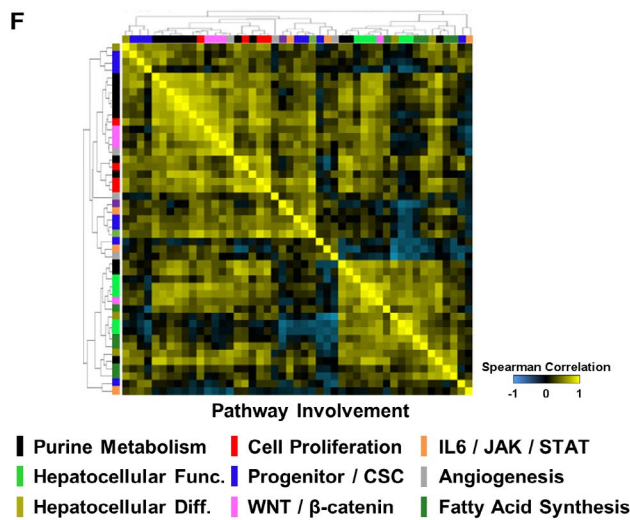 F
Spearman Correlation
-1 0 1
Pathway Involvement
Purine Metabolism Cell Proliferation IL6 / JAK / STAT
Hepatocellular Func. Progenitor / CSC Angiogenesis
Hepatocellular Diff. WNT / β-catenin Fatty Acid Synthesis